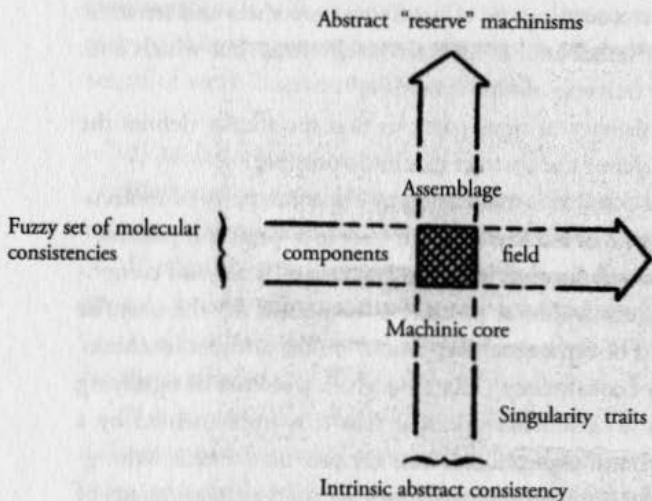 Abstract "reserve" machinisms
Assemblage
Fuzzy set of molecular
consistencies
components
field
Machinic core
Singularity traits
Intrinsic abstract consistency